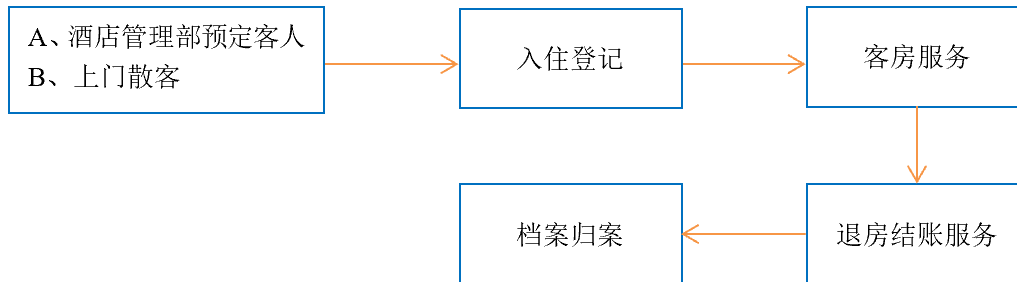 A、酒店管理部预定客人
B、上门散客
入住登记
客房服务
退房结账服务
档案归案